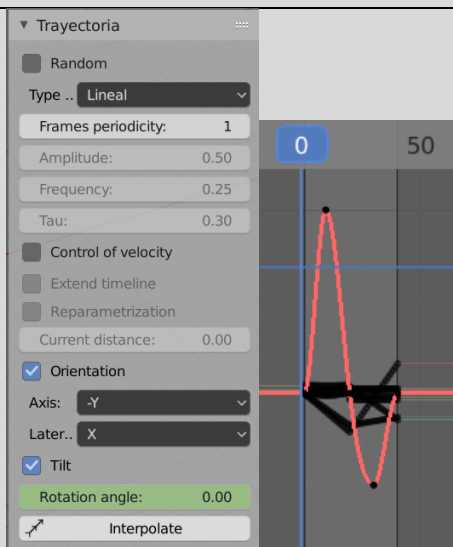 Trayectoria
Random
Type .. Lineal
Frames periodicity: 1
Amplitude: 0.50
Frequency: 0.25
Tau: 0.30
Control of velocity
Extend timeline
Reparametrization
Current distance: 0.00
Orientation
Axis: -Y
Later.. X
Tilt
Rotation angle: 0.00
Interpolate
0 50